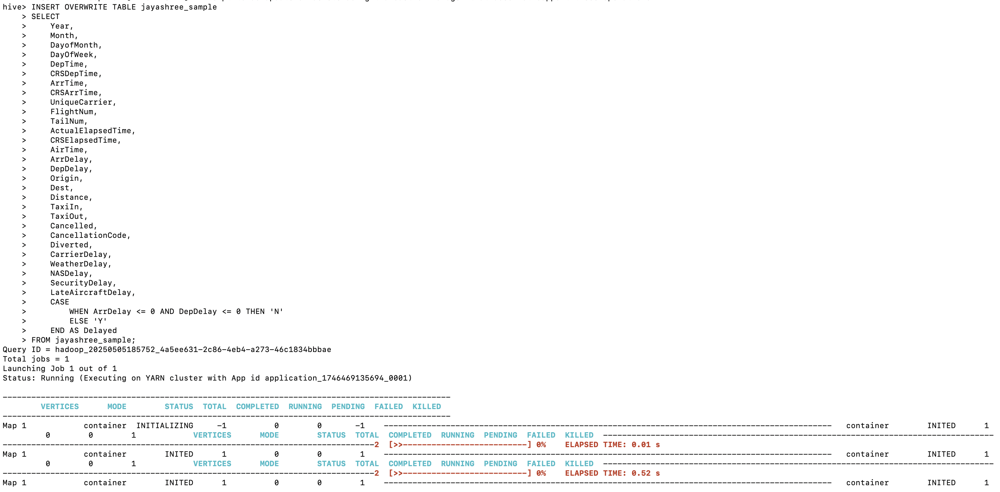 hive> INSERT OVERWRITE TABLE jayashree_sample
    > SELECT
    >     Year,
    >     Month,
    >     DayofMonth,
    >     DayOfWeek,
    >     DepTime,
    >     CRSDepTime,
    >     ArrTime,
    >     CRSArrTime,
    >     UniqueCarrier,
    >     FlightNum,
    >     TailNum,
    >     ActualElapsedTime,
    >     CRSElapsedTime,
    >     AirTime,
    >     ArrDelay,
    >     DepDelay,
    >     Origin,
    >     Dest,
    >     Distance,
    >     TaxiIn,
    >     TaxiOut,
    >     Cancelled,
    >     CancellationCode,
    >     Diverted,
    >     CarrierDelay,
    >     WeatherDelay,
    >     NASDelay,
    >     SecurityDelay,
    >     LateAircraftDelay,
    >     CASE
    >         WHEN ArrDelay <= 0 AND DepDelay <= 0 THEN 'N'
    >         ELSE 'Y'
    >     END AS Delayed
    > FROM jayashree_sample;
Query ID = hadoop_20250505185752_4a5ee631-2c86-4eb4-a273-46c1834bbbae
Total jobs = 1
Launching Job 1 out of 1
Status: Running (Executing on YARN cluster with App id application_1746469135694_0001)
----------------------------------------------------------------------------------------------
        VERTICES      MODE        STATUS  TOTAL  COMPLETED  RUNNING  PENDING  FAILED  KILLED
----------------------------------------------------------------------------------------------
Map 1            container  INITIALIZING     -1          0        0       -1    ---------------------------------------------------------------------------------------------- container        INITED      1
         0        0        1            VERTICES      MODE        STATUS  TOTAL  COMPLETED  RUNNING  PENDING  FAILED  KILLED  ----------------------------------------------------------------------------------
------------------------------------------------------------------------------2  [>>--------------------------] 0%    ELAPSED TIME: 0.01 s
Map 1            container        INITED      1          0        0        1    ---------------------------------------------------------------------------------------------- container        INITED      1
         0        0        1            VERTICES      MODE        STATUS  TOTAL  COMPLETED  RUNNING  PENDING  FAILED  KILLED  ----------------------------------------------------------------------------------
------------------------------------------------------------------------------2  [>>--------------------------] 0%    ELAPSED TIME: 0.52 s
Map 1            container        INITED      1          0        0        1    ---------------------------------------------------------------------------------------------- container        INITED      1